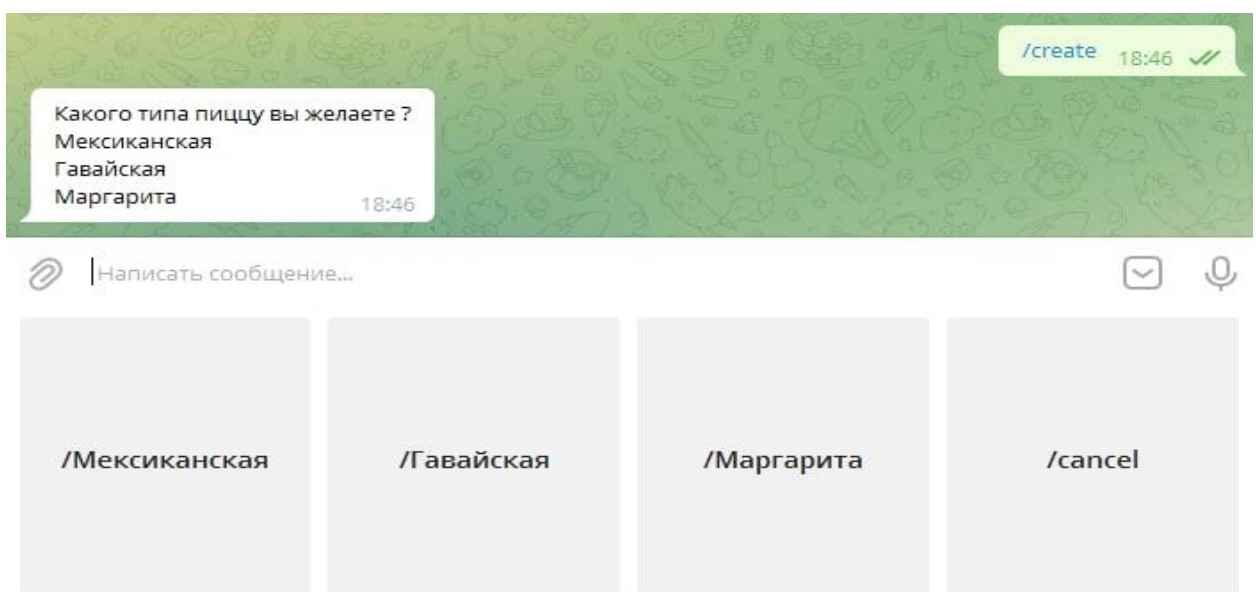 /create 18:46
Какого типа пиццу вы желаете ?
Мексиканская
Гавайская
Маргарита 18:46
Написать сообщение...
/Мексиканская /Гавайская /Маргарита /cancel